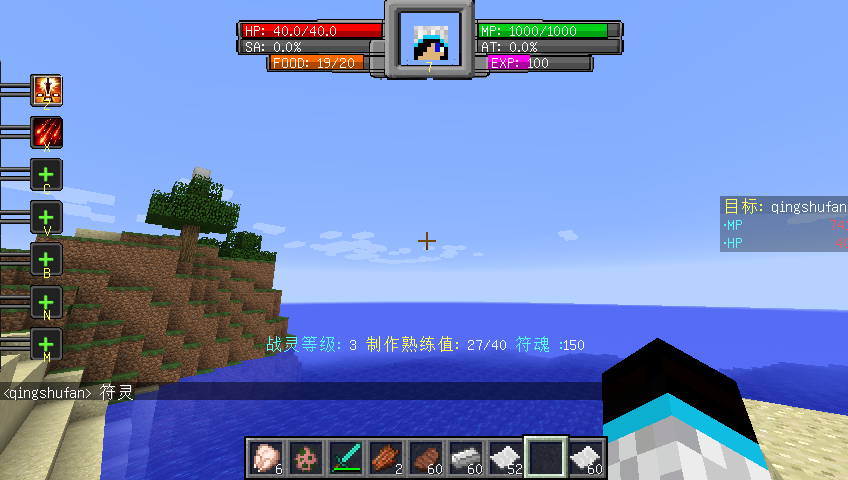 HP: 40.0/40.0
MP: 1000/1000
SA: 0.0%
AT: 0.0%
FOOD: 19/20
EXP: 100
7
Z
X
C
V
B
N
M
目标: qingshufan
·MP
·HP
战灵等级: 3 制作熟练值: 27/40 符魂 :150
<qingshufan> 符灵
6
2
60
60
52
60